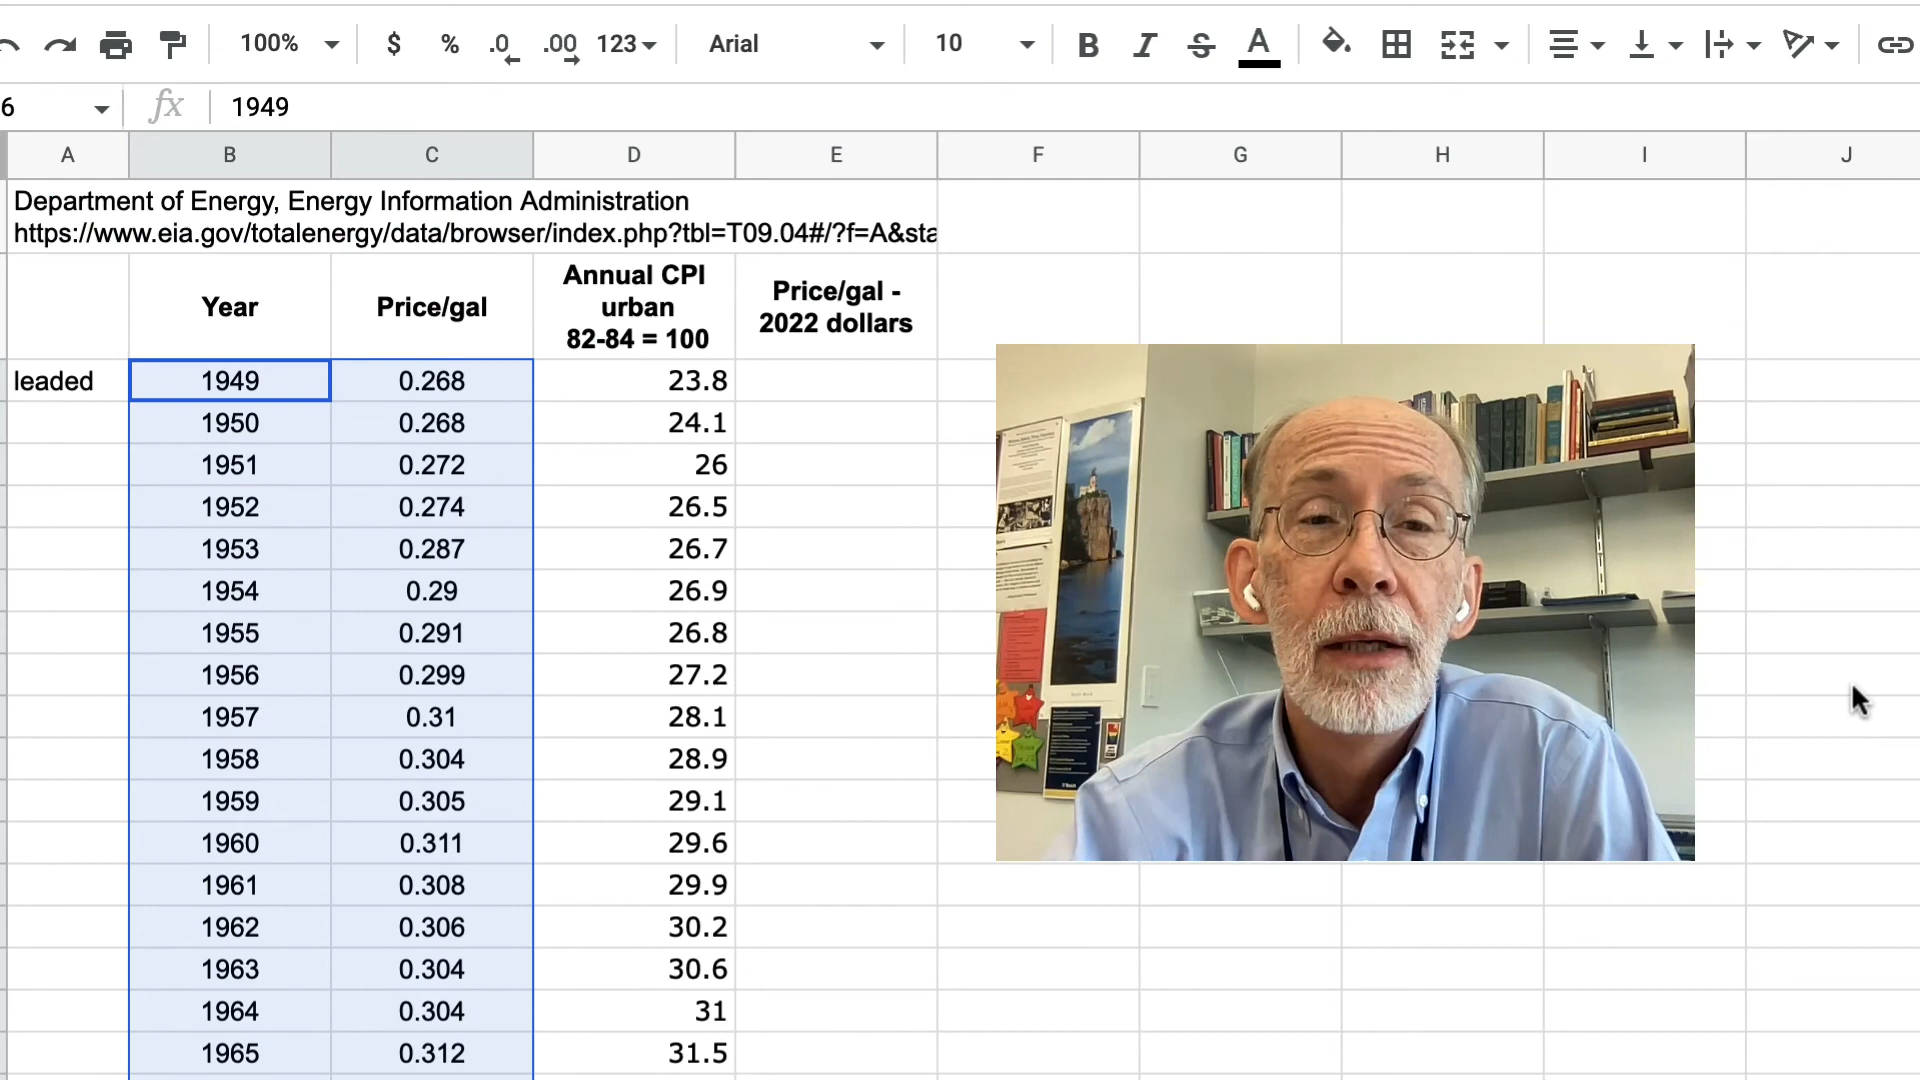 100% $ % .0 .00 123 Arial 10 B I S A
6 fx 1949
A B C D E F G H I J
Department of Energy, Energy Information Administration
https://www.eia.gov/totalenergy/data/browser/index.php?tbl=T09.04#/?f=A&sta
Year Price/gal Annual CPI urban 82-84 = 100 Price/gal - 2022 dollars
leaded 1949 0.268 23.8
1950 0.268 24.1
1951 0.272 26
1952 0.274 26.5
1953 0.287 26.7
1954 0.29 26.9
1955 0.291 26.8
1956 0.299 27.2
1957 0.31 28.1
1958 0.304 28.9
1959 0.305 29.1
1960 0.311 29.6
1961 0.308 29.9
1962 0.306 30.2
1963 0.304 30.6
1964 0.304 31
1965 0.312 31.5